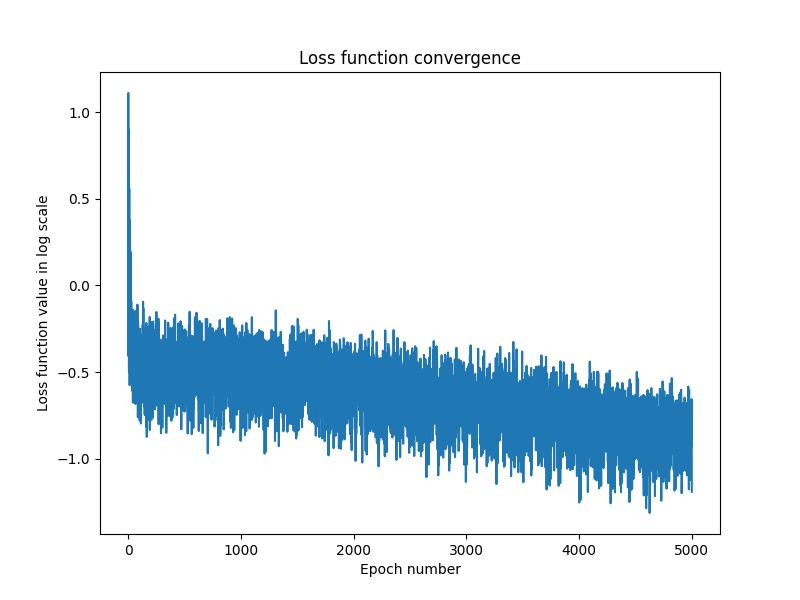 Loss function convergence
Loss function value in log scale
1.0
0.5
0.0
−0.5
−1.0
0 1000 2000 3000 4000 5000
Epoch number